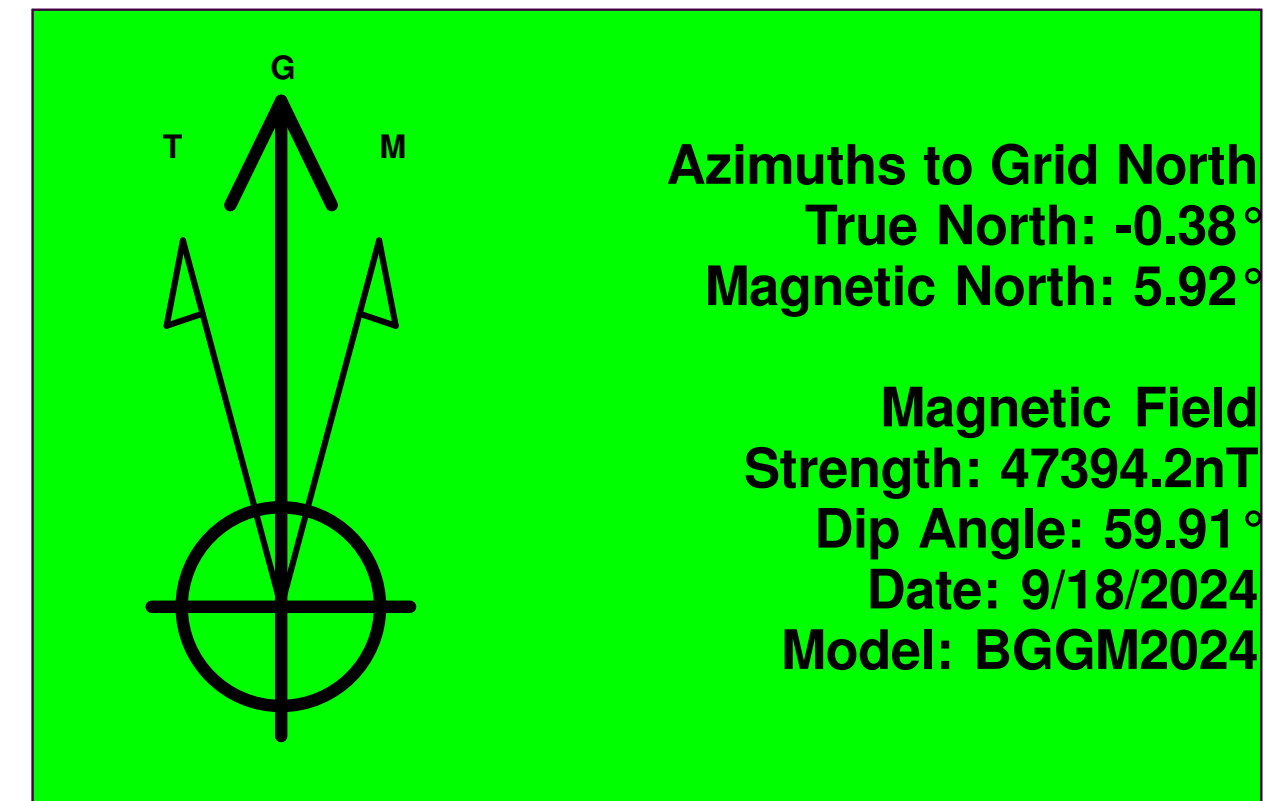 G
T
M
Azimuths to Grid North
True North: -0.38°
Magnetic North: 5.92°
Magnetic Field
Strength: 47394.2nT
Dip Angle: 59.91°
Date: 9/18/2024
Model: BGGM2024